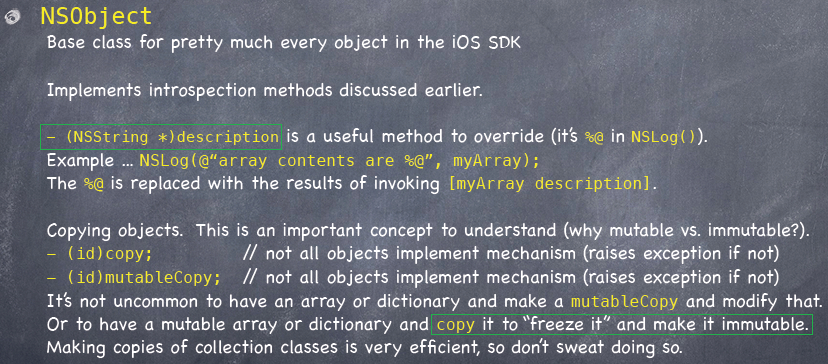 NSObject
Base class for pretty much every object in the iOS SDK
Implements introspection methods discussed earlier.
- (NSString *)description is a useful method to override (it's %@ in NSLog()).
Example ... NSLog(@“array contents are %@”, myArray);
The %@ is replaced with the results of invoking [myArray description].
Copying objects. This is an important concept to understand (why mutable vs. immutable?).
- (id)copy; // not all objects implement mechanism (raises exception if not)
- (id)mutableCopy; // not all objects implement mechanism (raises exception if not)
It's not uncommon to have an array or dictionary and make a mutableCopy and modify that.
Or to have a mutable array or dictionary and copy it to “freeze it” and make it immutable.
Making copies of collection classes is very efficient, so don't sweat doing so.